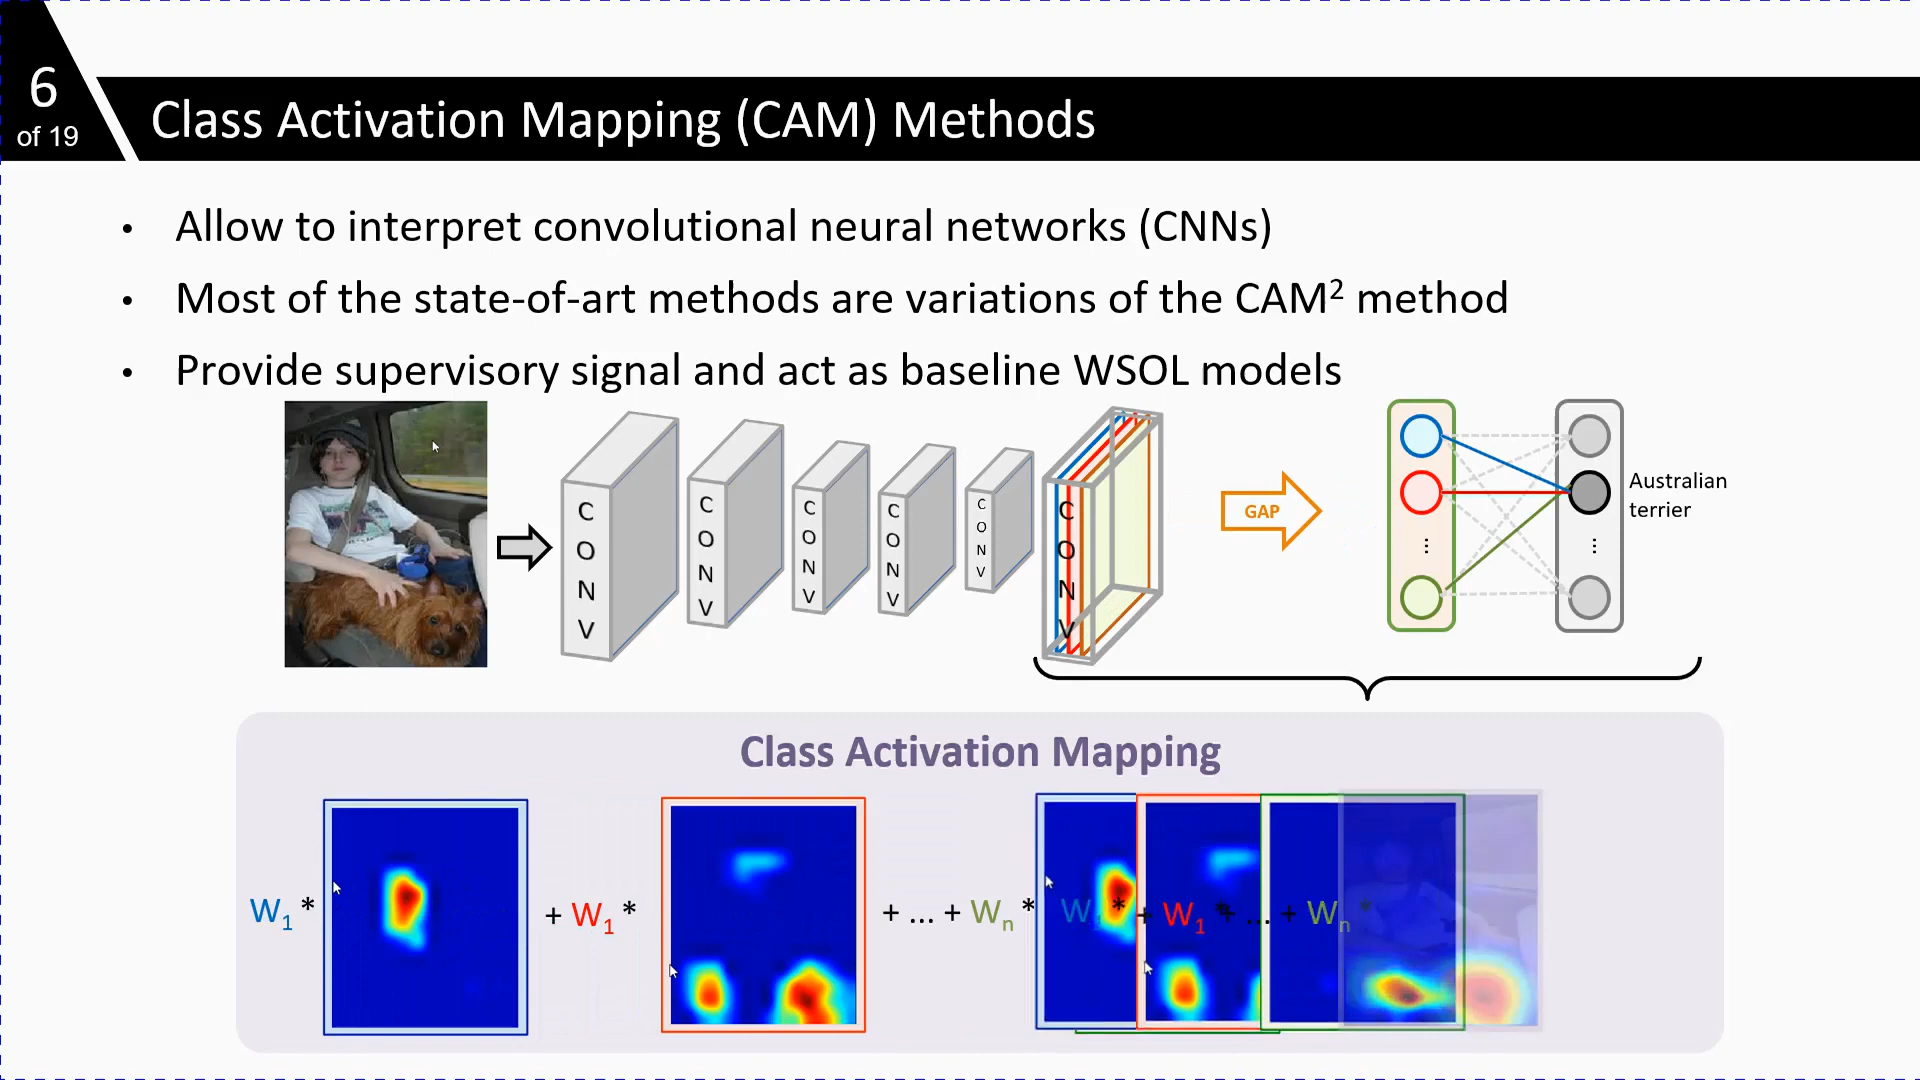 6
of 19
Class Activation Mapping (CAM) Methods
• Allow to interpret convolutional neural networks (CNNs)
• Most of the state-of-art methods are variations of the CAM² method
• Provide supervisory signal and act as baseline WSOL models
CONV
CONV
CONV
CONV
CONV
CONV
GAP
⋮
⋮
Australian
terrier
Class Activation Mapping
W₁ * + W₁ * + ... + Wₙ * W₁ * + W₁ * + ... + Wₙ *